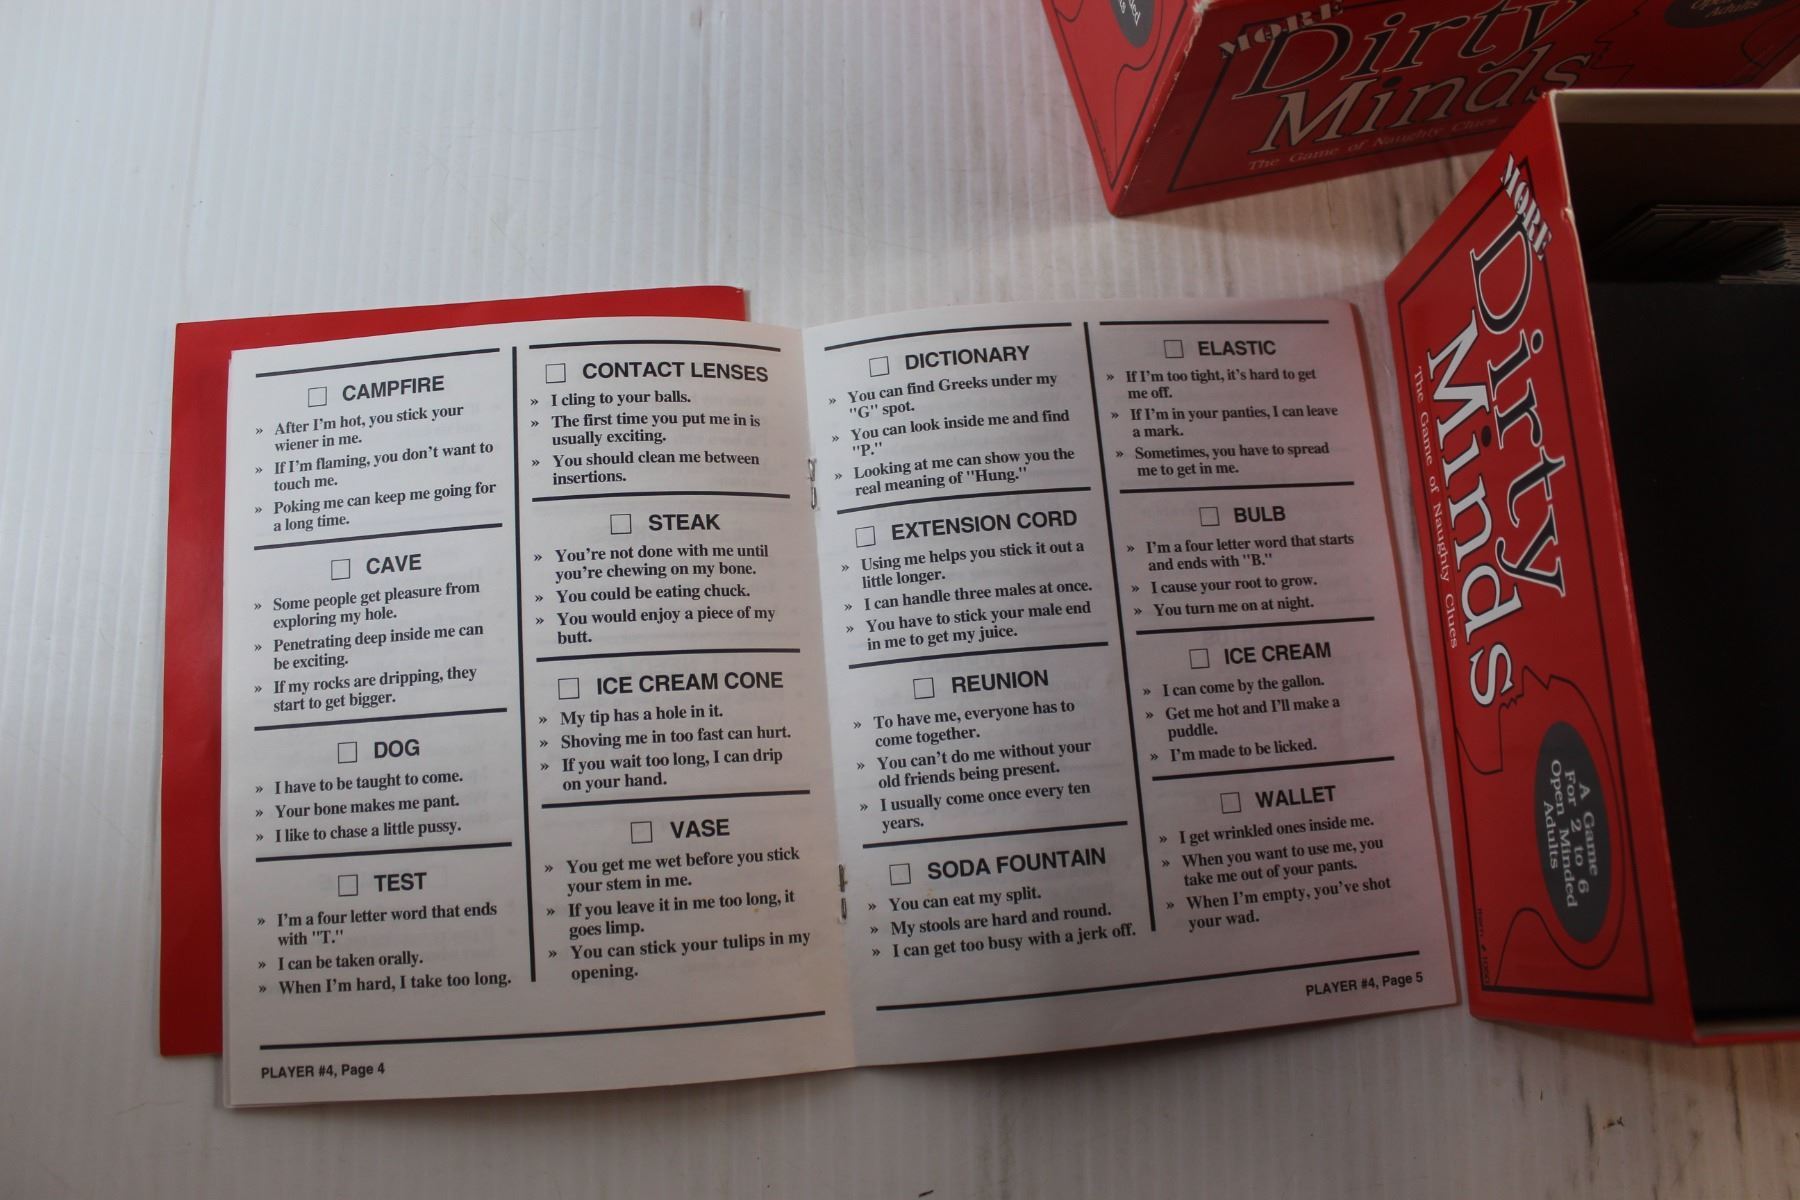 MORE
Dirty
Minds
The Game of Naughty Clues
Adults
MORE
Dirty
Minds
The Game of Naughty Clues
A Game
For 2 to 6
Open Minded
Adults
CAMPFIRE
» After I'm hot, you stick your
wiener in me.
» If I'm flaming, you don't want to
touch me.
» Poking me can keep me going for
a long time.
CAVE
» Some people get pleasure from
exploring my hole.
» Penetrating deep inside me can
be exciting.
» If my rocks are dripping, they
start to get bigger.
DOG
» I have to be taught to come.
» Your bone makes me pant.
» I like to chase a little pussy.
TEST
» I'm a four letter word that ends
with "T."
» I can be taken orally.
» When I'm hard, I take too long.
CONTACT LENSES
» I cling to your balls.
» The first time you put me in is
usually exciting.
» You should clean me between
insertions.
STEAK
» You're not done with me until
you're chewing on my bone.
» You could be eating chuck.
» You would enjoy a piece of my
butt.
ICE CREAM CONE
» My tip has a hole in it.
» Shoving me in too fast can hurt.
» If you wait too long, I can drip
on your hand.
VASE
» You get me wet before you stick
your stem in me.
» If you leave it in me too long, it
goes limp.
» You can stick your tulips in my
opening.
PLAYER #4, Page 4
DICTIONARY
» You can find Greeks under my
"G" spot.
» You can look inside me and find
"P."
» Looking at me can show you the
real meaning of "Hung."
EXTENSION CORD
» Using me helps you stick it out a
little longer.
» I can handle three males at once.
» You have to stick your male end
in me to get my juice.
REUNION
» To have me, everyone has to
come together.
» You can't do me without your
old friends being present.
» I usually come once every ten
years.
SODA FOUNTAIN
» You can eat my split.
» My stools are hard and round.
» I can get too busy with a jerk off.
ELASTIC
» If I'm too tight, it's hard to get
me off.
» If I'm in your panties, I can leave
a mark.
» Sometimes, you have to spread
me to get in me.
BULB
» I'm a four letter word that starts
and ends with "B."
» I cause your root to grow.
» You turn me on at night.
ICE CREAM
» I can come by the gallon.
» Get me hot and I'll make a
puddle.
» I'm made to be licked.
WALLET
» I get wrinkled ones inside me.
» When you want to use me, you
take me out of your pants.
» When I'm empty, you've shot
your wad.
PLAYER #4, Page 5